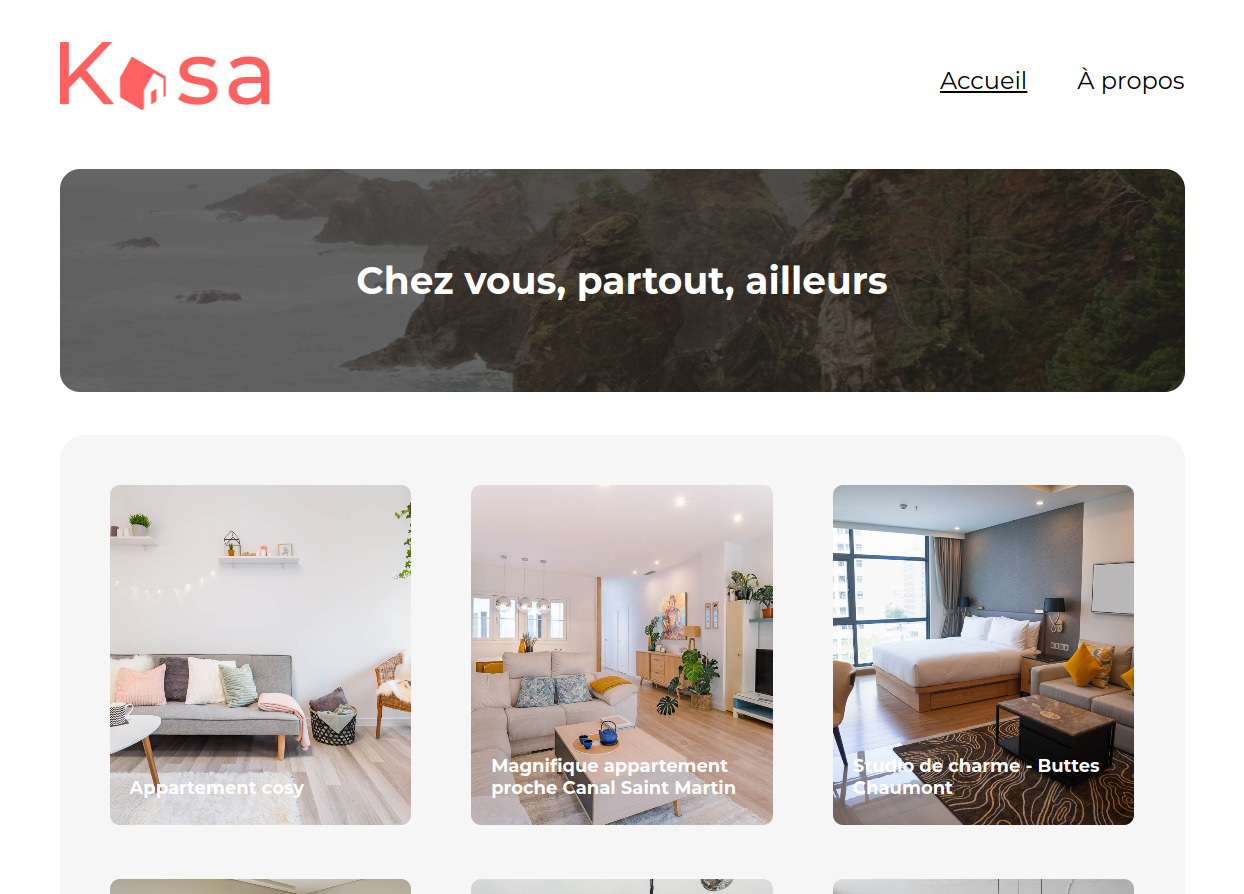 Kasa
Accueil
À propos
Chez vous, partout, ailleurs
Appartement cosy
Magnifique appartement
proche Canal Saint Martin
Studio de charme - Buttes
Chaumont